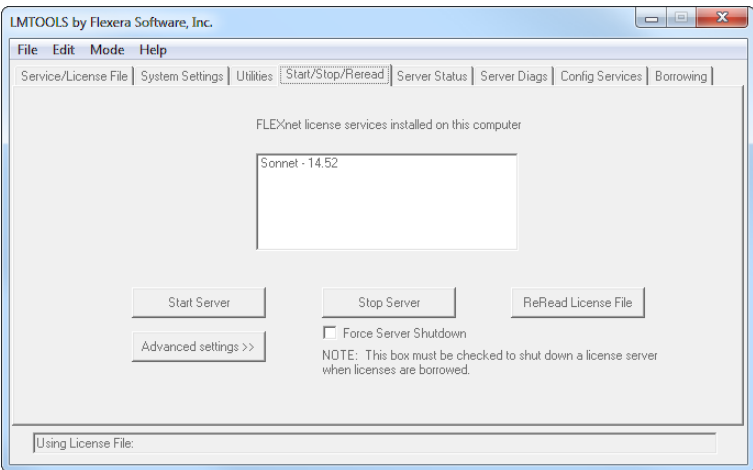 LMTOOLS by Flexera Software, Inc.
File Edit Mode Help
Service/License File System Settings Utilities Start/Stop/Reread Server Status Server Diags Config Services Borrowing
FLEXnet license services installed on this computer
Sonnet - 14.52
Start Server Stop Server ReRead License File
Advanced settings >> Force Server Shutdown
NOTE: This box must be checked to shut down a license server
when licenses are borrowed.
Using License File: